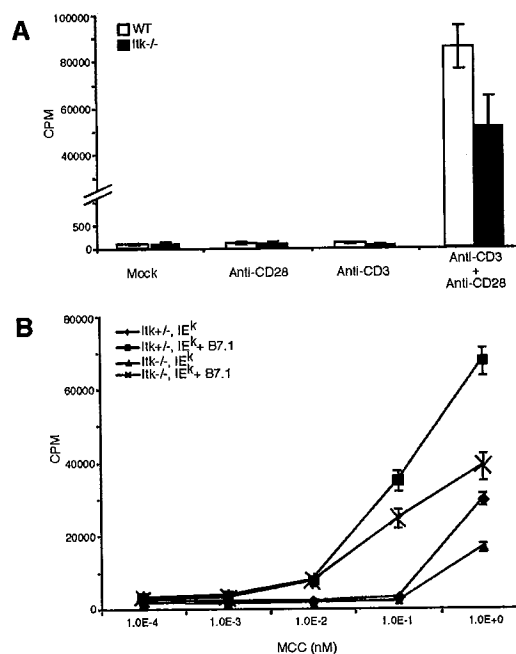 A
WT
Itk-/-
100000
80000
60000
40000
500
0
CPM
Mock
Anti-CD28
Anti-CD3
Anti-CD3
+
Anti-CD28
B
Itk+/-, IEk
Itk+/-, IEk+ B7.1
Itk-/-, IEk
Itk-/-, IEk+ B7.1
80000
60000
40000
20000
0
CPM
1.0E-4
1.0E-3
1.0E-2
1.0E-1
1.0E+0
MCC (nM)